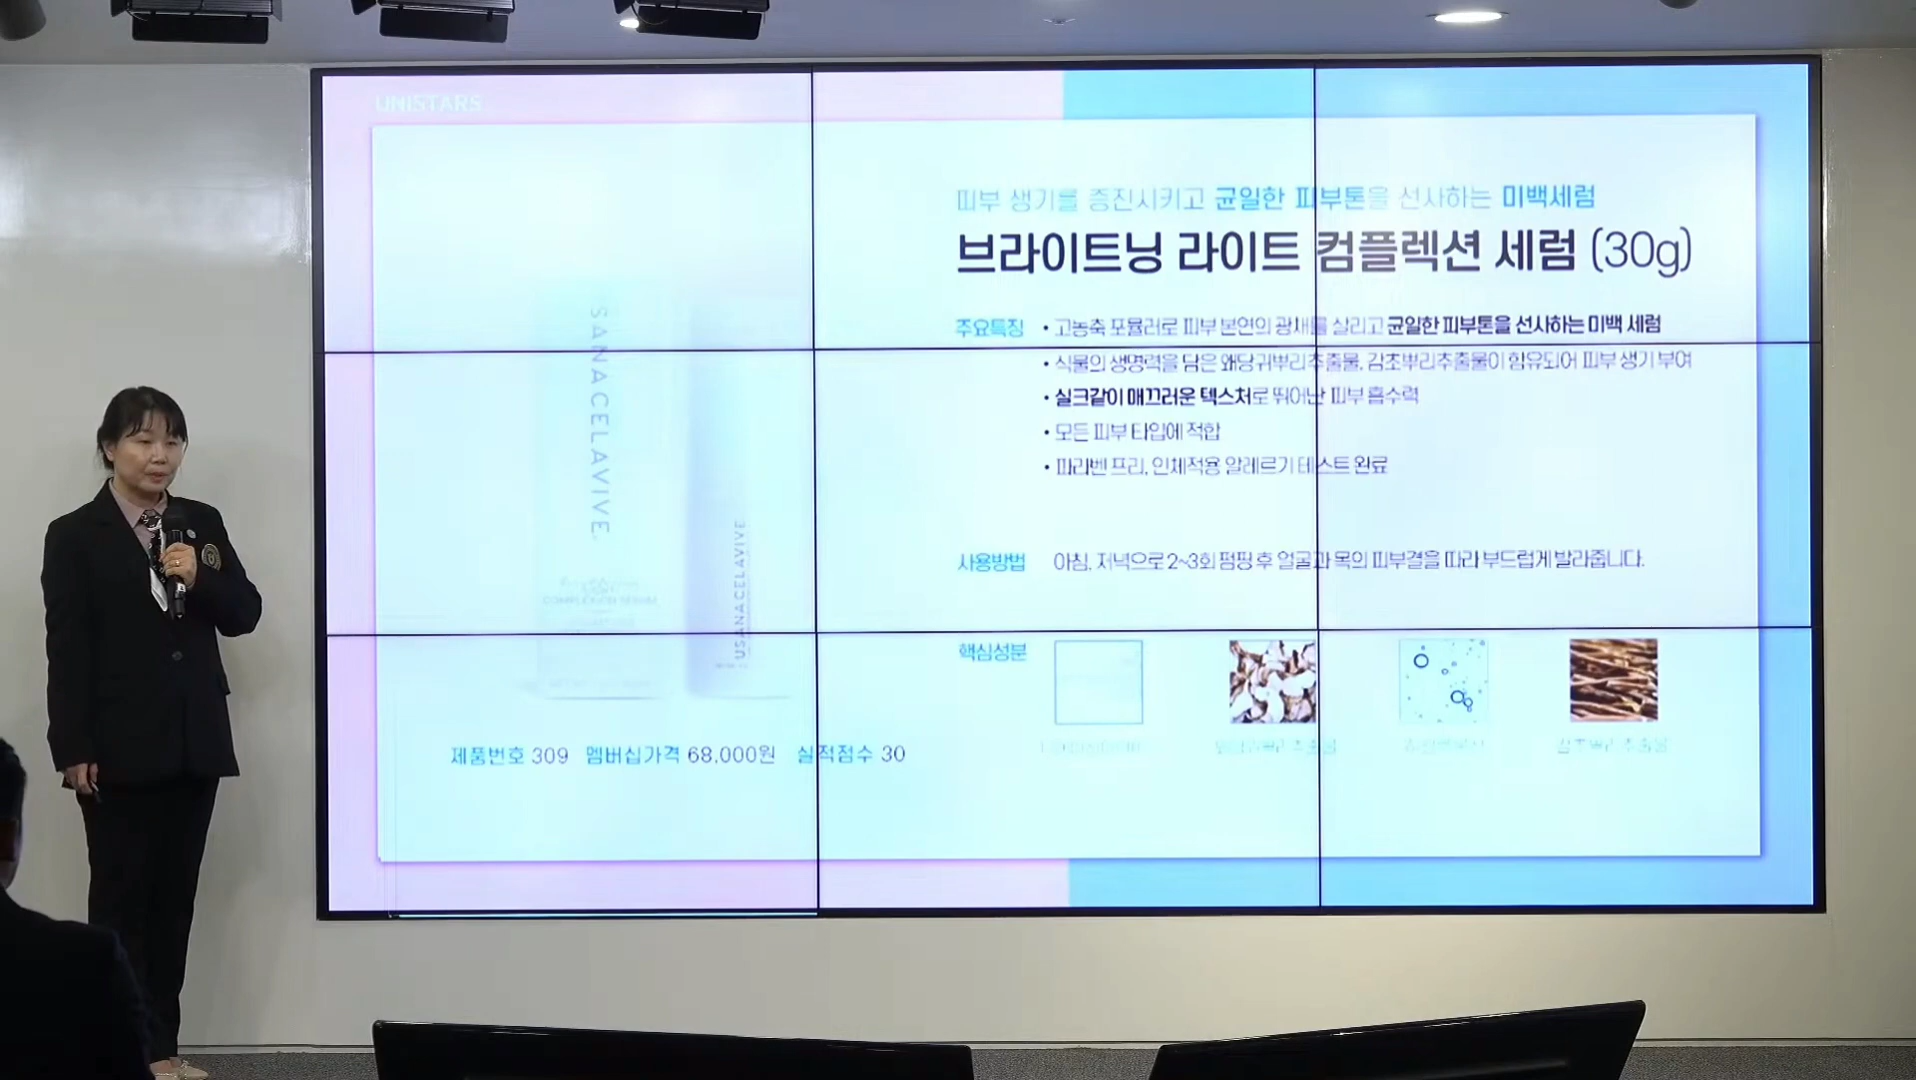 UNISTARS
피부 생기를 증진시키고 균일한 피부톤을 선사하는 미백세럼
브라이트닝 라이트 컴플렉션 세럼 (30g)
주요특징 • 고농축 포뮬러로 피부 본연의 광채를 살리고 균일한 피부톤을 선사하는 미백 세럼
• 식물의 생명력을 담은 왜당귀뿌리추출물, 감초뿌리추출물이 함유되어 피부 생기 부여
• 실크같이 매끄러운 텍스처로 뛰어난 피부 흡수력
• 모든 피부 타입에 적합
• 파라벤 프리, 인체적용 알레르기 테스트 완료
사용방법 아침, 저녁으로 2~3회 펌핑 후 얼굴과 목의 피부결을 따라 부드럽게 발라줍니다.
핵심성분
감초뿌리추출물
SANACELAVIVE
COMPLEXION SERUM
USANACELAVIVE
제품번호 309 멤버십가격 68,000원 실적점수 30